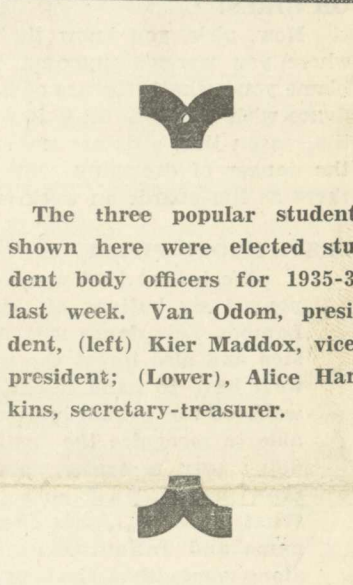 The three popular student
shown here were elected stu
dent body officers for 1935-3
last week. Van Odom, presi
dent, (left) Kier Maddox, vice
president; (Lower), Alice Har
kins, secretary-treasurer.